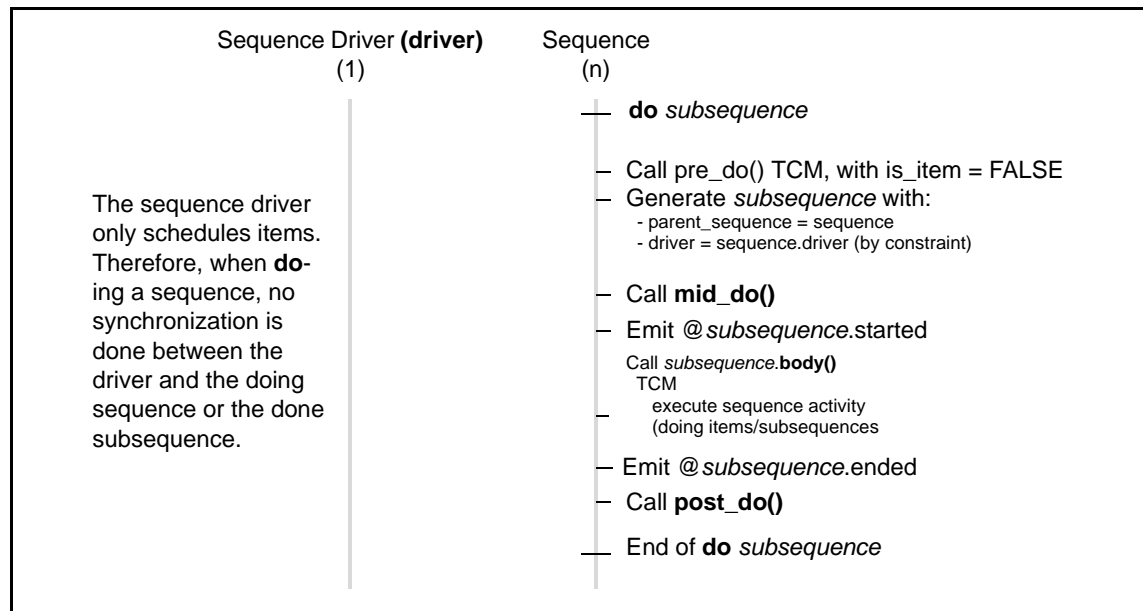 Sequence Driver (driver)
Sequence
(1)
(n)
do subsequence
Call pre_do() TCM, with is_item = FALSE
Generate subsequence with:
- parent_sequence = sequence
- driver = sequence.driver (by constraint)
The sequence driver
only schedules items.
Therefore, when do-
ing a sequence, no
synchronization is
done between the
driver and the doing
sequence or the done
subsequence.
Call mid_do()
Emit @subsequence.started
Call subsequence.body()
TCM
execute sequence activity
(doing items/subsequences
Emit @subsequence.ended
Call post_do()
End of do subsequence